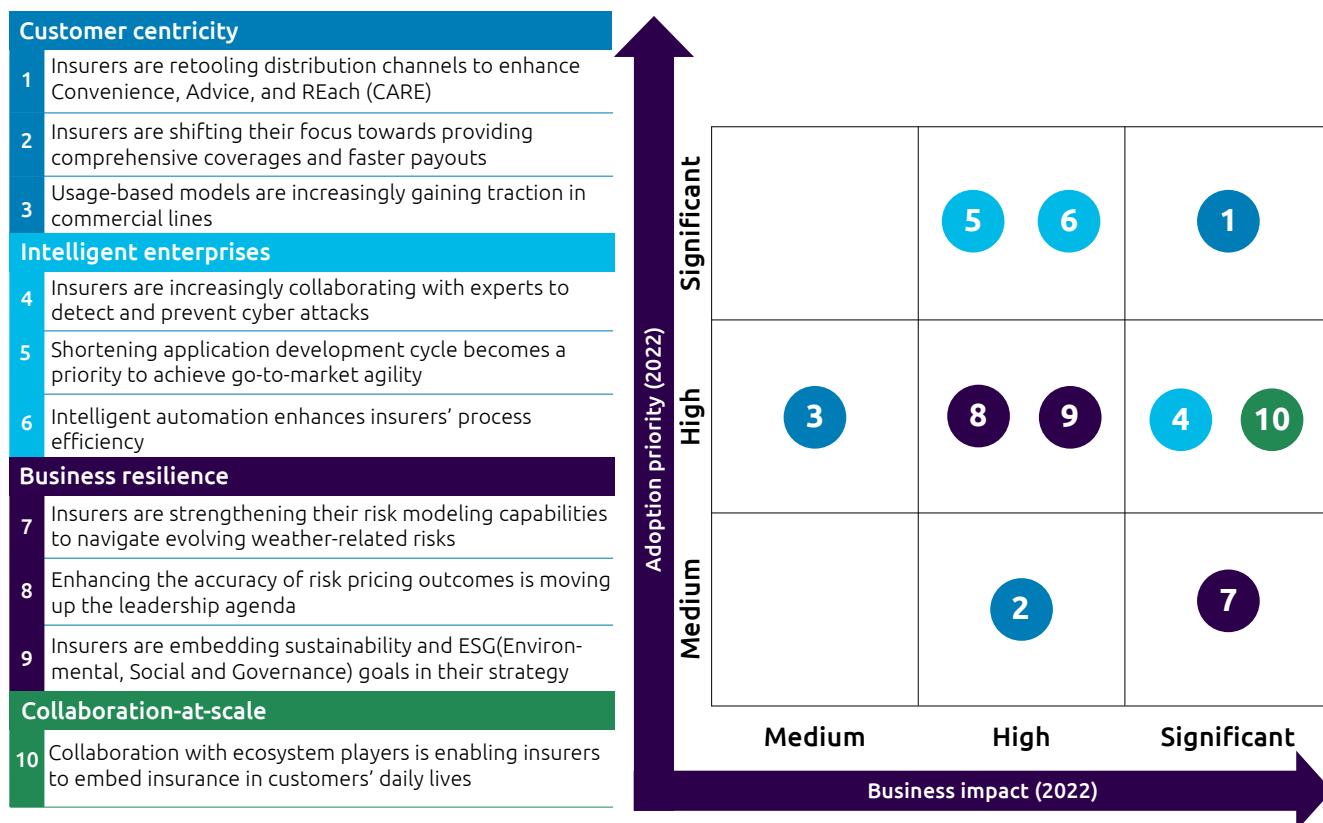 Customer centricity
1
Insurers are retooling distribution channels to enhance
Convenience, Advice, and REach (CARE)
2
Insurers are shifting their focus towards providing
comprehensive coverages and faster payouts
3
Usage-based models are increasingly gaining traction in
commercial lines
Intelligent enterprises
4
Insurers are increasingly collaborating with experts to
detect and prevent cyber attacks
5
Shortening application development cycle becomes a
priority to achieve go-to-market agility
6
Intelligent automation enhances insurers’ process
efficiency
Business resilience
7
Insurers are strengthening their risk modeling capabilities
to navigate evolving weather-related risks
8
Enhancing the accuracy of risk pricing outcomes is moving
up the leadership agenda
9
Insurers are embedding sustainability and ESG(Environ-
mental, Social and Governance) goals in their strategy
Collaboration-at-scale
10
Collaboration with ecosystem players is enabling insurers
to embed insurance in customers’ daily lives
Adoption priority (2022)
Significant
5 6 1
High
3 8 9 4 10
Medium
2 7
Medium High Significant
Business impact (2022)